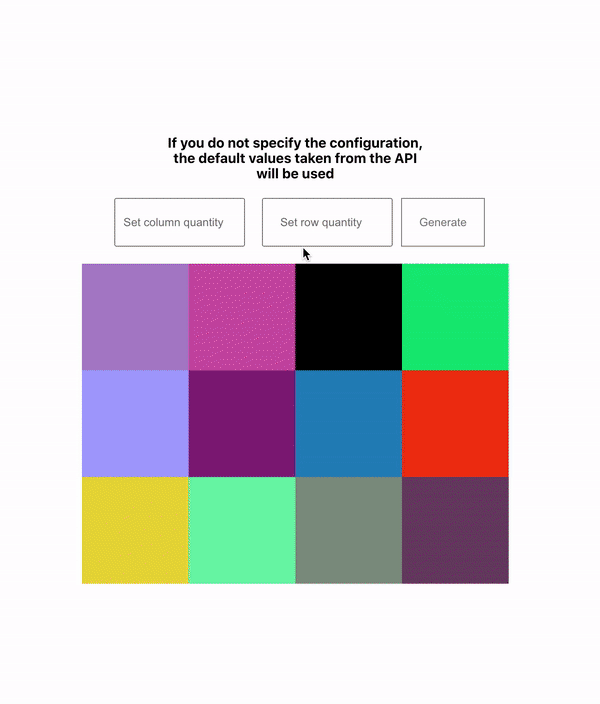 If you do not specify the configuration,
the default values taken from the API
will be used
Set column quantity
Set row quantity
Generate